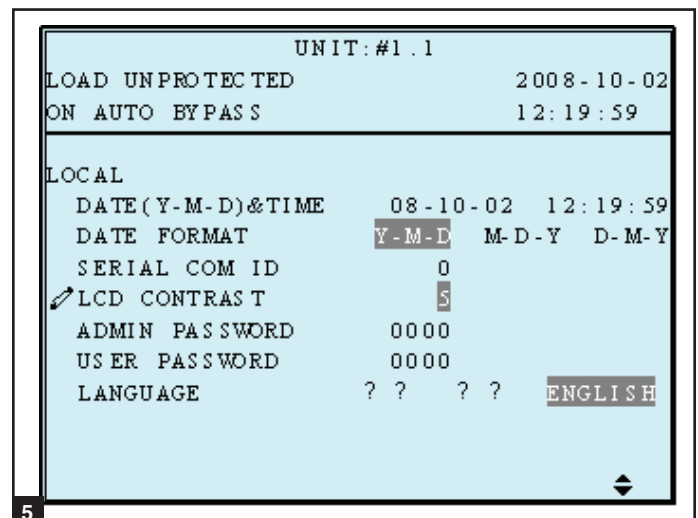 UNIT:#1.1
LOAD UNPROTECTED 2008-10-02
ON AUTO BYPASS 12:19:59
LOCAL
DATE(Y-M-D)&TIME 08-10-02 12:19:59
DATE FORMAT Y-M-D M-D-Y D-M-Y
SERIAL COM ID 0
LCD CONTRAST 5
ADMIN PASSWORD 0000
USER PASSWORD 0000
LANGUAGE ? ? ? ? ENGLISH
5